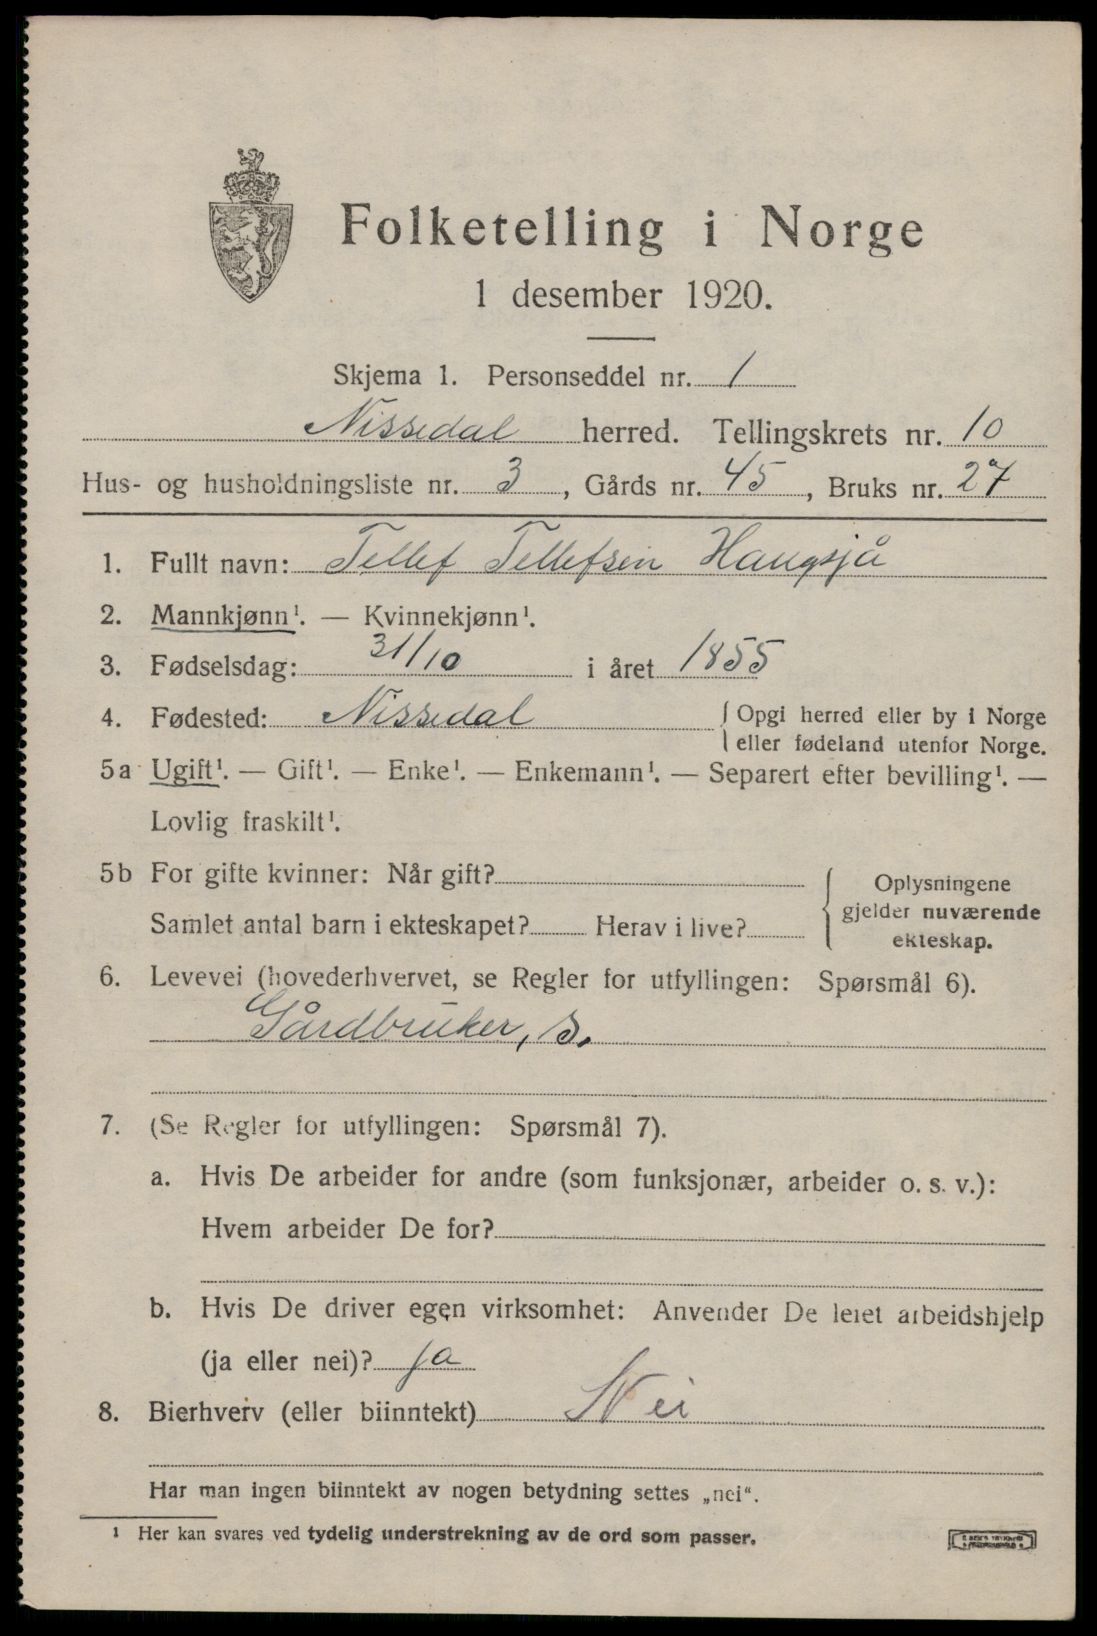 Folketelling i Norge
1 desember 1920.
Skjema 1. Personseddel nr. 1
Nissedal herred. Tellingskrets nr. 10
Hus- og husholdningsliste nr. 3, Gårds nr. 45, Bruks nr. 27
1. Fullt navn: Tellef Tellefsen Haugsjå
2. Mannkjønn¹. — Kvinnekjønn¹.
3. Fødselsdag: 31/10 i året 1855
4. Fødested: Nissedal { Opgi herred eller by i Norge
eller fødeland utenfor Norge.
5a Ugift¹. — Gift¹. — Enke¹. — Enkemann¹. — Separert efter bevilling¹. —
Lovlig fraskilt¹.
5b For gifte kvinner: Når gift?
Samlet antal barn i ekteskapet? Herav i live?
{ Oplysningene
gjelder nuværende
ekteskap.
6. Levevei (hovederhvervet, se Regler for utfyllingen: Spørsmål 6).
Gårdbruker, s.
7. (Se Regler for utfyllingen: Spørsmål 7).
a. Hvis De arbeider for andre (som funksjonær, arbeider o. s. v.):
Hvem arbeider De for?
b. Hvis De driver egen virksomhet: Anvender De leiet arbeidshjelp
(ja eller nei)? ja
8. Bierhverv (eller biinntekt) Nei
Har man ingen biinntekt av nogen betydning settes „nei“.
¹ Her kan svares ved tydelig understrekning av de ord som passer.